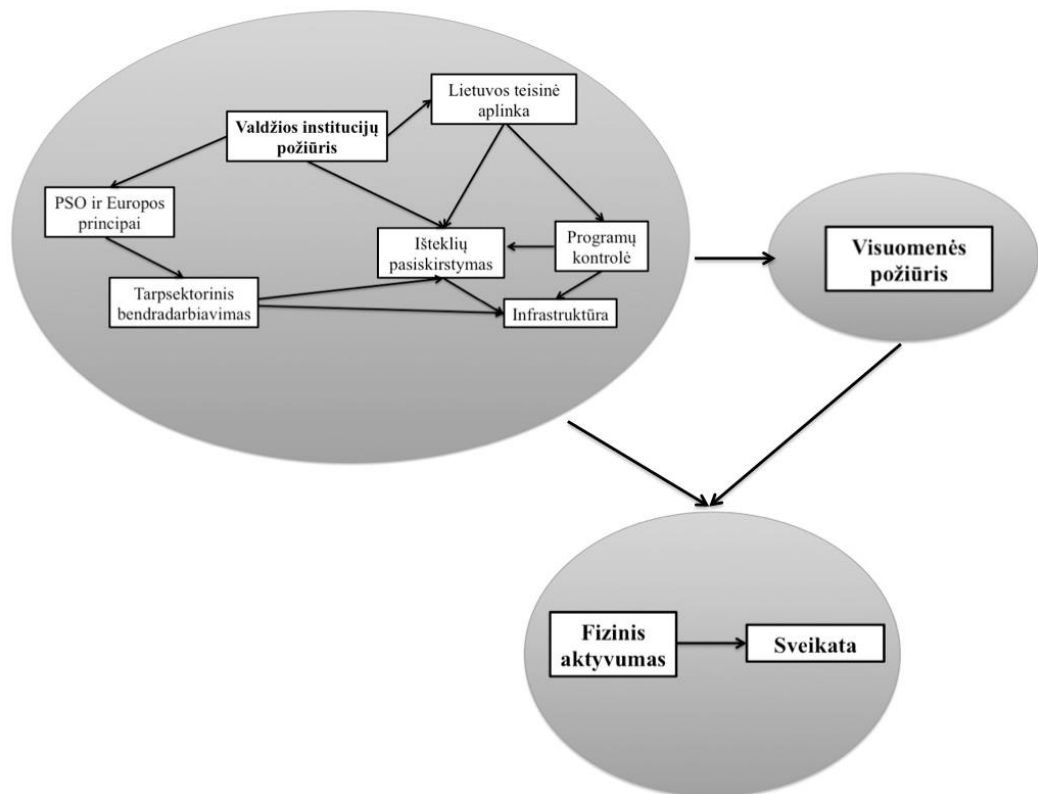 Lietuvos teisinė
aplinka
Valdžios institucijų
požiūris
PSO ir Europos
principai
Išteklių
pasiskirstymas
Programų
kontrolė
Tarpsektorinis
bendradarbiavimas
Infrastruktūra
Visuomenės
požiūris
Fizinis
aktyvumas
Sveikata